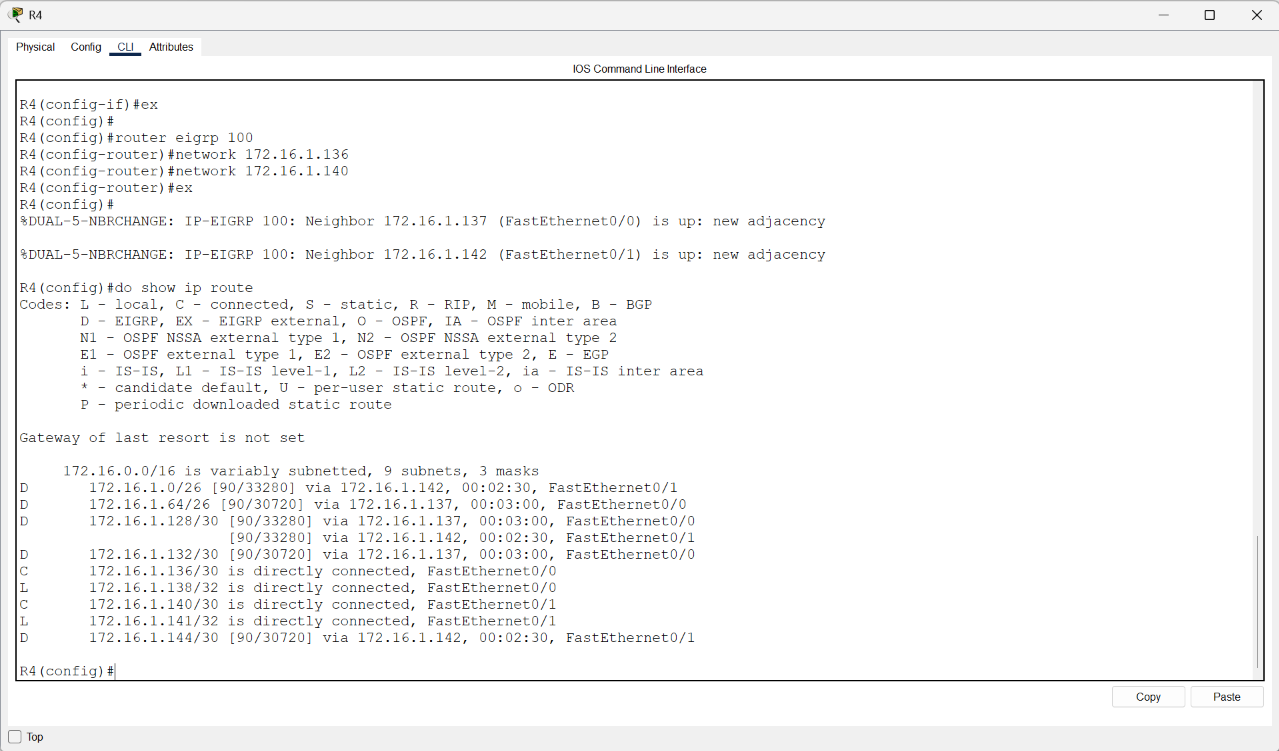 R4
Physical Config CLI Attributes
IOS Command Line Interface
R4(config-if)#ex
R4(config)#
R4(config)#router eigrp 100
R4(config-router)#network 172.16.1.136
R4(config-router)#network 172.16.1.140
R4(config-router)#ex
R4(config)#
%DUAL-5-NBRCHANGE: IP-EIGRP 100: Neighbor 172.16.1.137 (FastEthernet0/0) is up: new adjacency
%DUAL-5-NBRCHANGE: IP-EIGRP 100: Neighbor 172.16.1.142 (FastEthernet0/1) is up: new adjacency
R4(config)#do show ip route
Codes: L - local, C - connected, S - static, R - RIP, M - mobile, B - BGP
D - EIGRP, EX - EIGRP external, O - OSPF, IA - OSPF inter area
N1 - OSPF NSSA external type 1, N2 - OSPF NSSA external type 2
E1 - OSPF external type 1, E2 - OSPF external type 2, E - EGP
i - IS-IS, L1 - IS-IS level-1, L2 - IS-IS level-2, ia - IS-IS inter area
* - candidate default, U - per-user static route, o - ODR
P - periodic downloaded static route
Gateway of last resort is not set
172.16.0.0/16 is variably subnetted, 9 subnets, 3 masks
D 172.16.1.0/26 [90/33280] via 172.16.1.142, 00:02:30, FastEthernet0/1
D 172.16.1.64/26 [90/30720] via 172.16.1.137, 00:03:00, FastEthernet0/0
D 172.16.1.128/30 [90/33280] via 172.16.1.137, 00:03:00, FastEthernet0/0
[90/33280] via 172.16.1.142, 00:02:30, FastEthernet0/1
D 172.16.1.132/30 [90/30720] via 172.16.1.137, 00:03:00, FastEthernet0/0
C 172.16.1.136/30 is directly connected, FastEthernet0/0
L 172.16.1.138/32 is directly connected, FastEthernet0/0
C 172.16.1.140/30 is directly connected, FastEthernet0/1
L 172.16.1.141/32 is directly connected, FastEthernet0/1
D 172.16.1.144/30 [90/30720] via 172.16.1.142, 00:02:30, FastEthernet0/1
R4(config)#
Copy Paste
Top